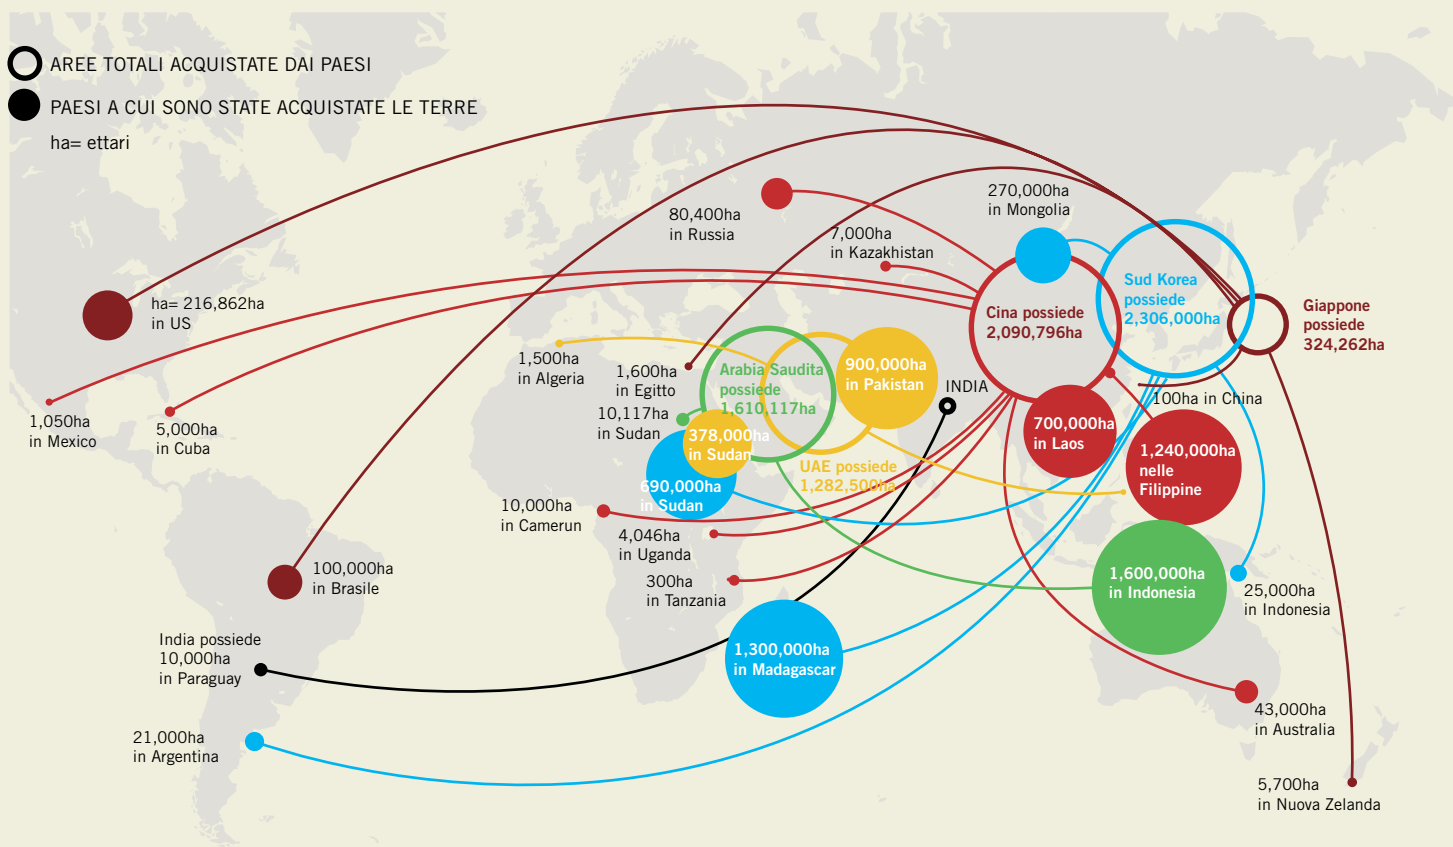 AREE TOTALI ACQUISTATE DAI PAESI
PAESI A CUI SONO STATE ACQUISTATE LE TERRE
ha= ettari
270,000ha
in Mongolia
80,400ha
in Russia
7,000ha
in Kazakhistan
Sud Korea
possiede
2,306,000ha
Cina possiede
2,090,796ha
Giappone
possiede
324,262ha
ha= 216,862ha
in US
1,500ha
in Algeria
1,600ha
in Egitto
Arabia Saudita
possiede
1,610,117ha
900,000ha
in Pakistan
INDIA
100ha in China
1,050ha
in Mexico
5,000ha
in Cuba
10,117ha
in Sudan
378,000ha
in Sudan
700,000ha
in Laos
1,240,000ha
nelle
Filippine
UAE possiede
1,282,500ha
690,000ha
in Sudan
10,000ha
in Camerun
4,046ha
in Uganda
300ha
in Tanzania
100,000ha
in Brasile
1,600,000ha
in Indonesia
25,000ha
in Indonesia
India possiede
10,000ha
in Paraguay
1,300,000ha
in Madagascar
43,000ha
in Australia
21,000ha
in Argentina
5,700ha
in Nuova Zelanda